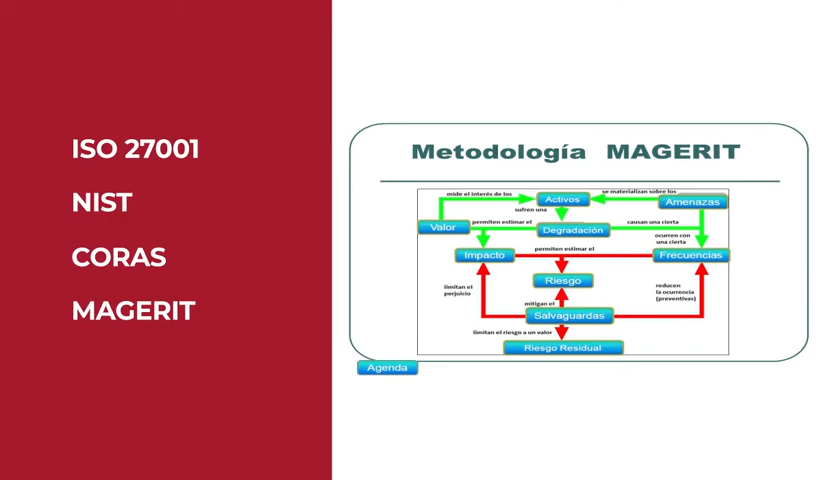 ISO 27001
NIST
CORAS
MAGERIT
Metodología MAGERIT
mide el interés de los
Activos
se materializan sobre los
Amenazas
sufren una
Valor
permiten estimar el
Degradación
causan una cierta
ocurren con
una cierta
Impacto
permiten estimar el
Frecuencias
Riesgo
limitan el
perjuicio
reducen
la ocurrencia
(preventivas)
mitigan el
Salvaguardas
limitan el riesgo a un valor
Riesgo Residual
Agenda